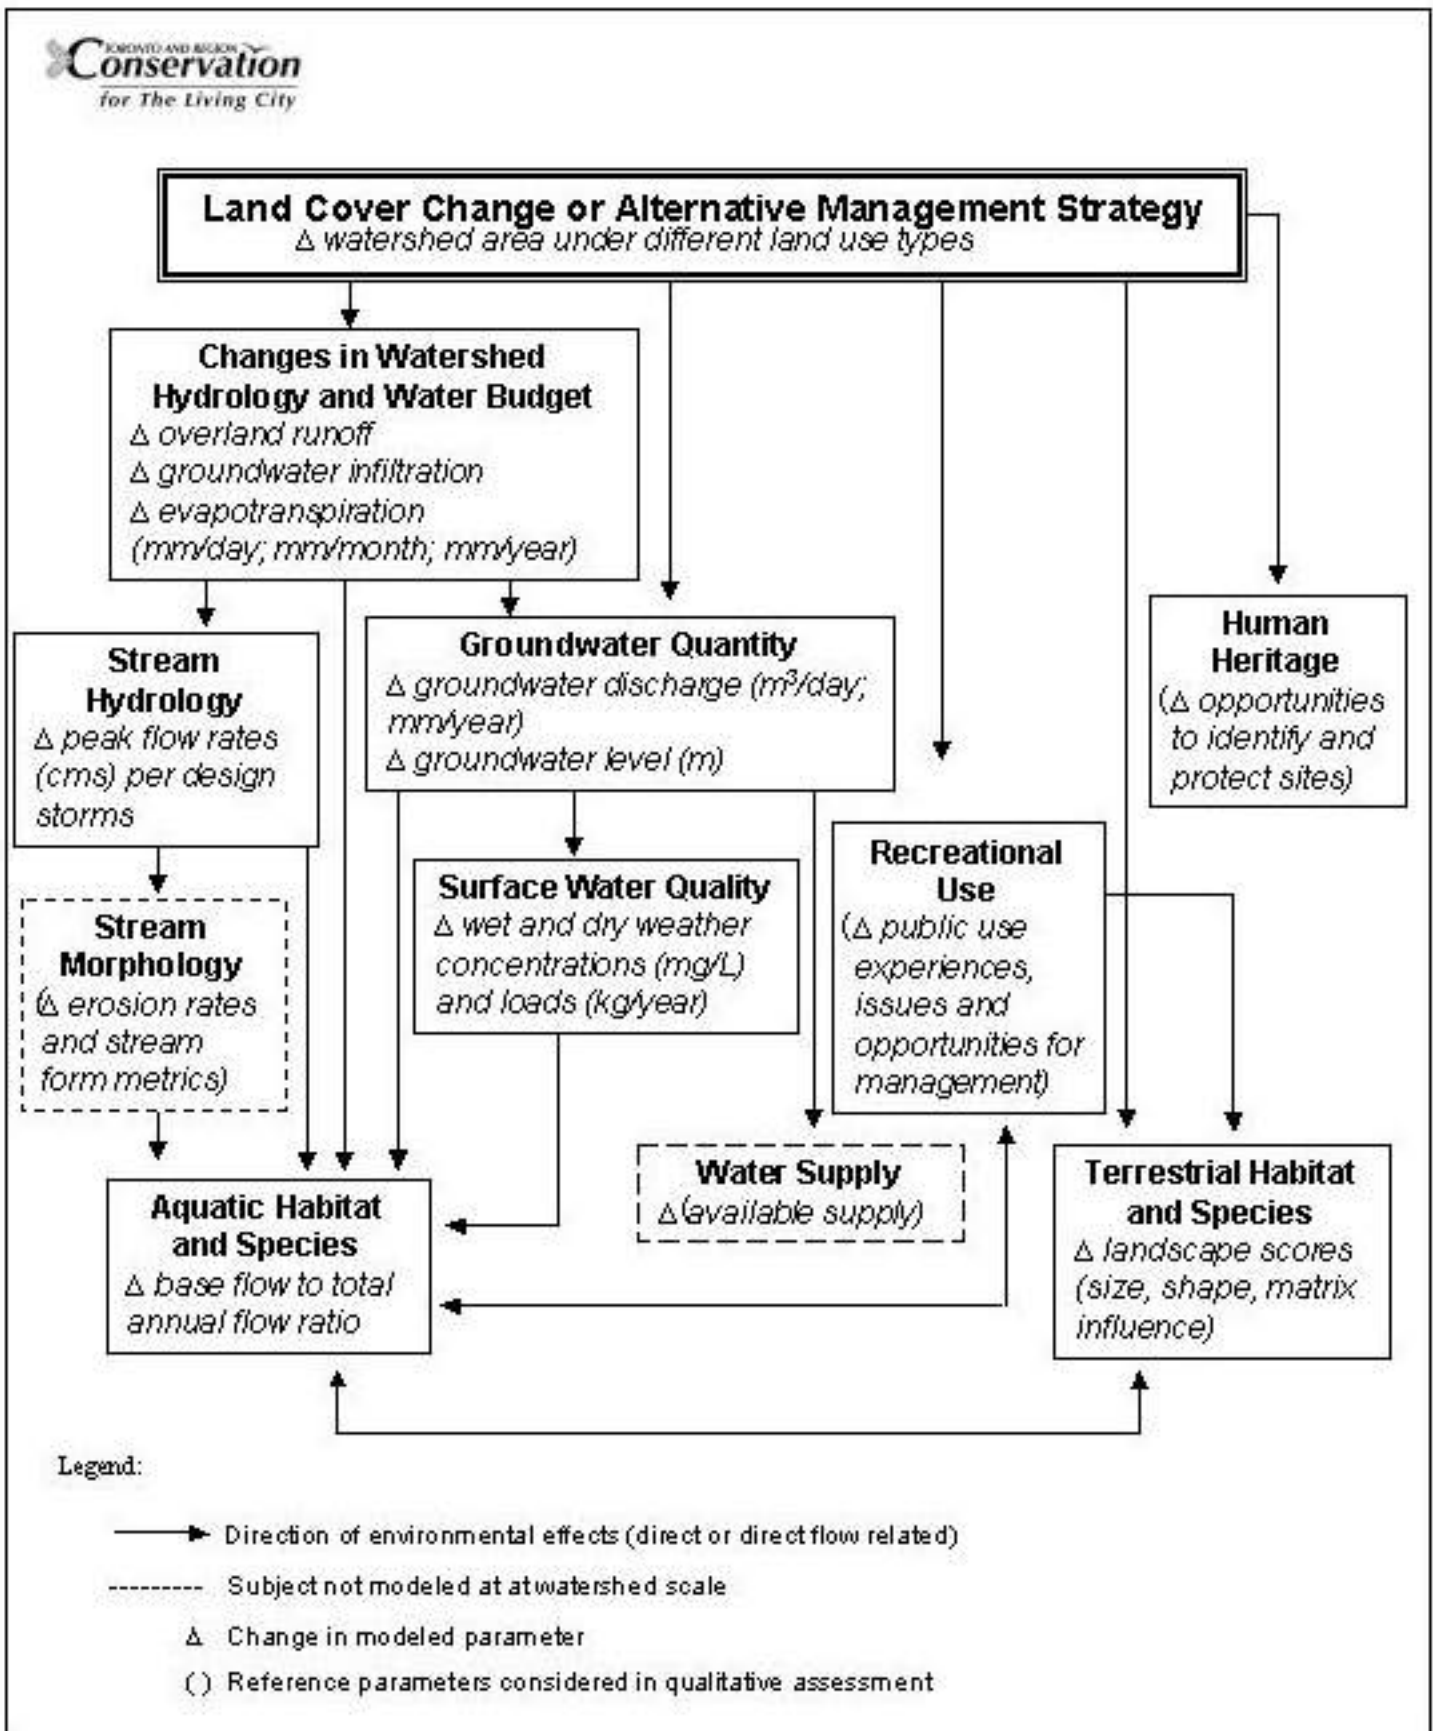 TORONTO AND REGION
Conservation
for The Living City
Land Cover Change or Alternative Management Strategy
Δ watershed area under different land use types
Changes in Watershed
Hydrology and Water Budget
Δ overland runoff
Δ groundwater infiltration
Δ evapotranspiration
(mm/day; mm/month; mm/year)
Stream
Hydrology
Δ peak flow rates
(cms) per design
storms
Groundwater Quantity
Δ groundwater discharge (m³/day;
mm/year)
Δ groundwater level (m)
Human
Heritage
(Δ opportunities
to identify and
protect sites)
Stream
Morphology
(Δ erosion rates
and stream
form metrics)
Surface Water Quality
Δ wet and dry weather
concentrations (mg/L)
and loads (kg/year)
Recreational
Use
(Δ public use
experiences,
issues and
opportunities for
management)
Aquatic Habitat
and Species
Δ base flow to total
annual flow ratio
Water Supply
Δ(available supply)
Terrestrial Habitat
and Species
Δ landscape scores
(size, shape, matrix
influence)
Legend:
Direction of environmental effects (direct or direct flow related)
Subject not modeled at at watershed scale
Δ Change in modeled parameter
( ) Reference parameters considered in qualitative assessment